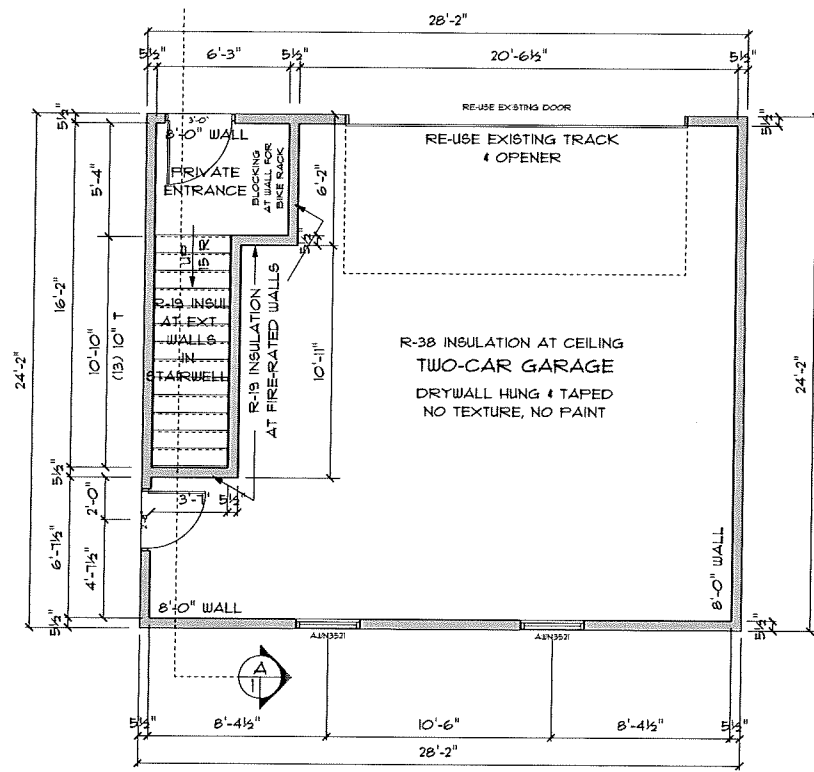 28'-2"
5½" 6'-3" 5½" 20'-6½" 5½"
RE-USE EXISTING DOOR
3'-0"
8'-0" WALL
PRIVATE
ENTRANCE
BLOCKING
AT WALL FOR
BIKE RACK
RE-USE EXISTING TRACK
& OPENER
5½"
5'-4"
6'-2"
5½"
5½"
UP
15 R
16'-2"
10'-10"
(13) 10" T
24'-2"
R-19 INSUL
AT EXT
WALLS
IN
STAIRWELL
R-19 INSULATION
AT FIRE-RATED WALLS
10'-11"
R-38 INSULATION AT CEILING
TWO-CAR GARAGE
DRYWALL HUNG & TAPED
NO TEXTURE, NO PAINT
24'-2"
5½"
2'-0"
3'-7" 5½"
6'-7½"
4'-7½"
8'-0" WALL
8'-0" WALL
5½"
5½"
A
1
5½" 8'-4½" 10'-6" 8'-4½" 5½"
28'-2"